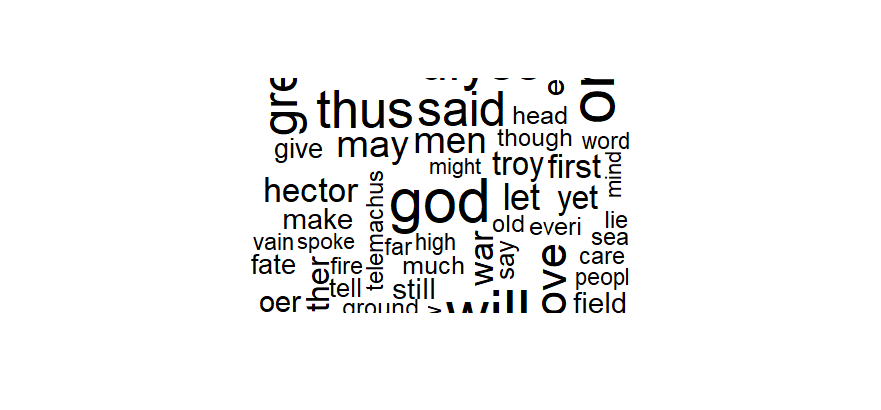 thus said
head
give may men though word
might troy first mind
hector telemachus god let yet
make old everi lie
vain spoke far high war say sea
fate fire much care
tell still peopl
oer ther ove field
ground will
gre
e